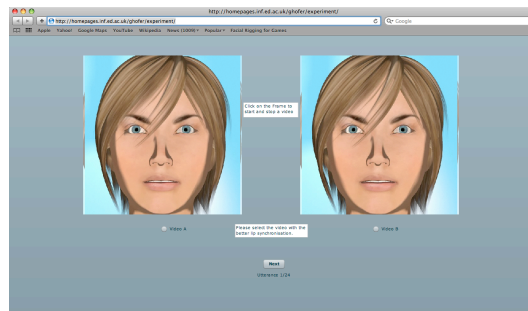 http://homepages.inf.ed.ac.uk/ghofer/experiment/
http://homepages.inf.ed.ac.uk/ghofer/experiment/
Google
Apple Yahoo! Google Maps YouTube Wikipedia News (1009) Popular Facial Rigging for Games
Click on the Frame to
start and stop a video
Video A
Please select the video with the
better lip synchronisation.
Video B
Next
Utterance 1/24